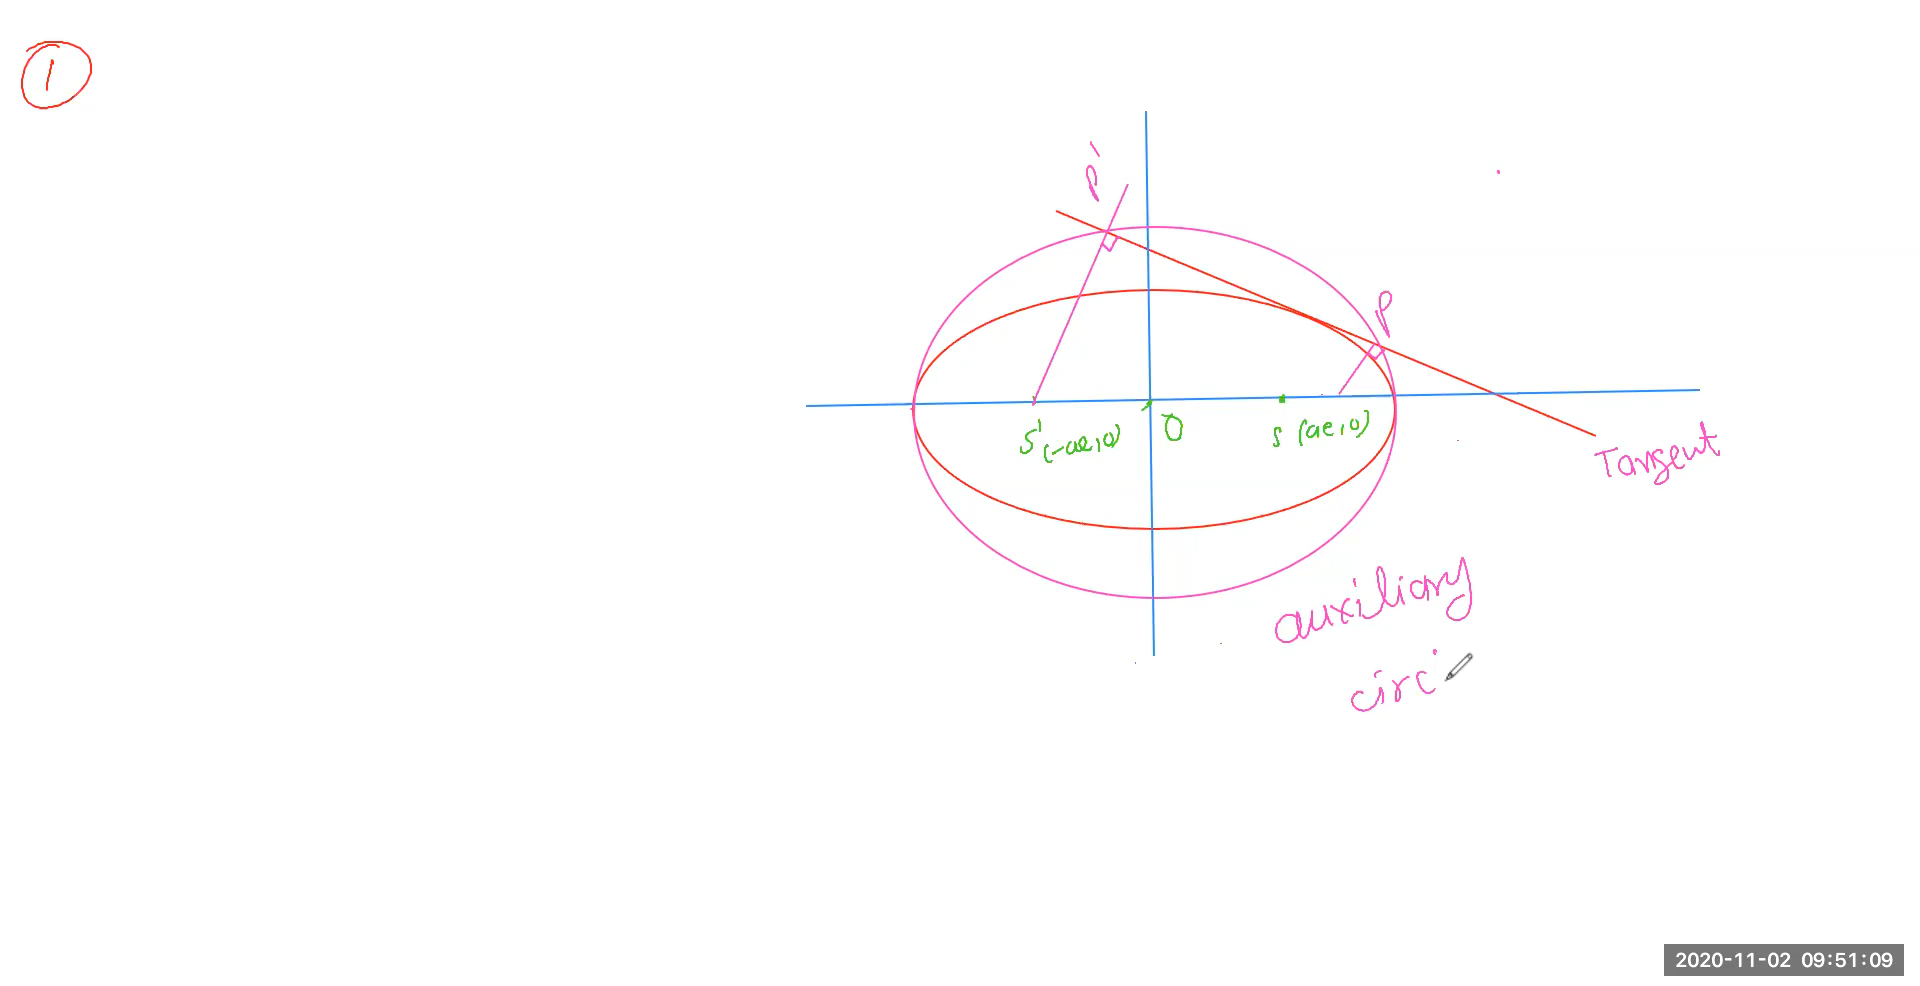 1
P'
P
S'(-ae,0)
O
S (ae,0)
Tangent
auxiliary
circ
2020-11-02 09:51:09